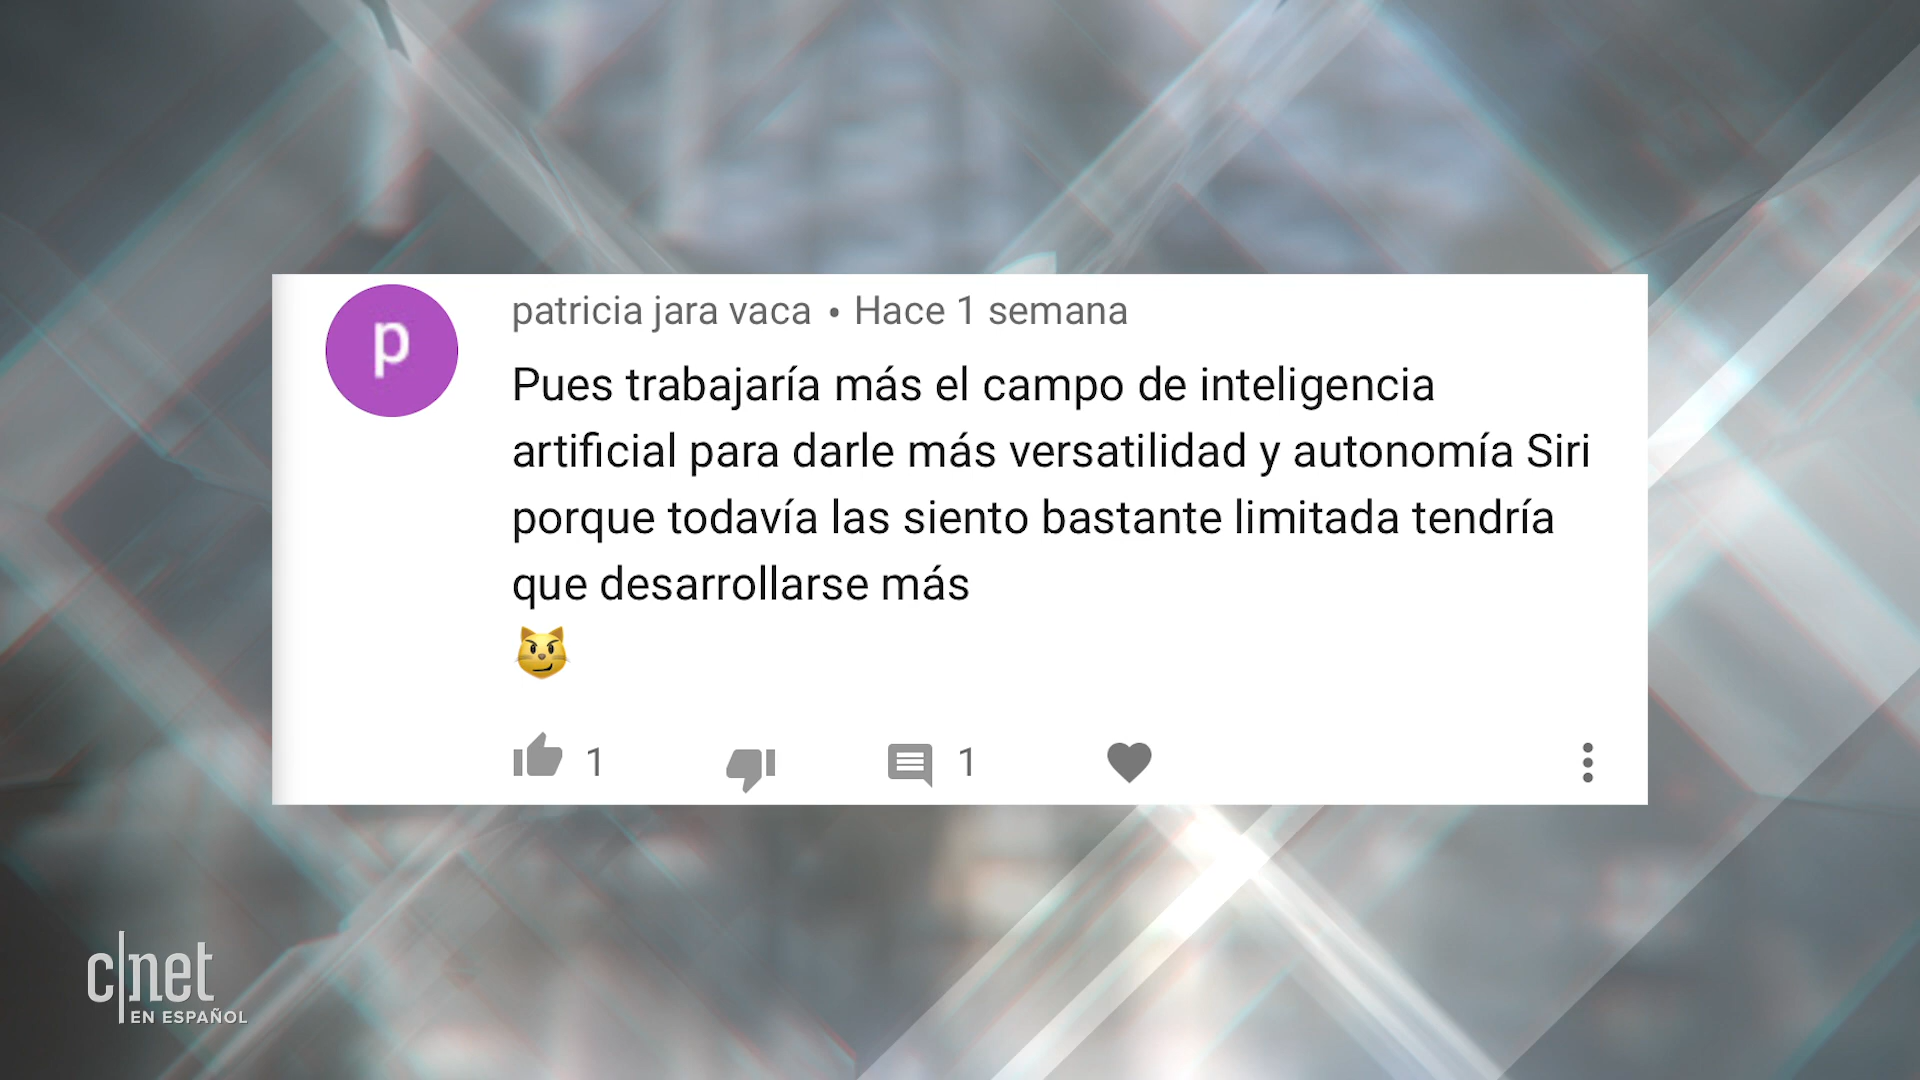 p
patricia jara vaca • Hace 1 semana
Pues trabajaría más el campo de inteligencia
artificial para darle más versatilidad y autonomía Siri
porque todavía las siento bastante limitada tendría
que desarrollarse más
😼
1 1
c|net
EN ESPAÑOL